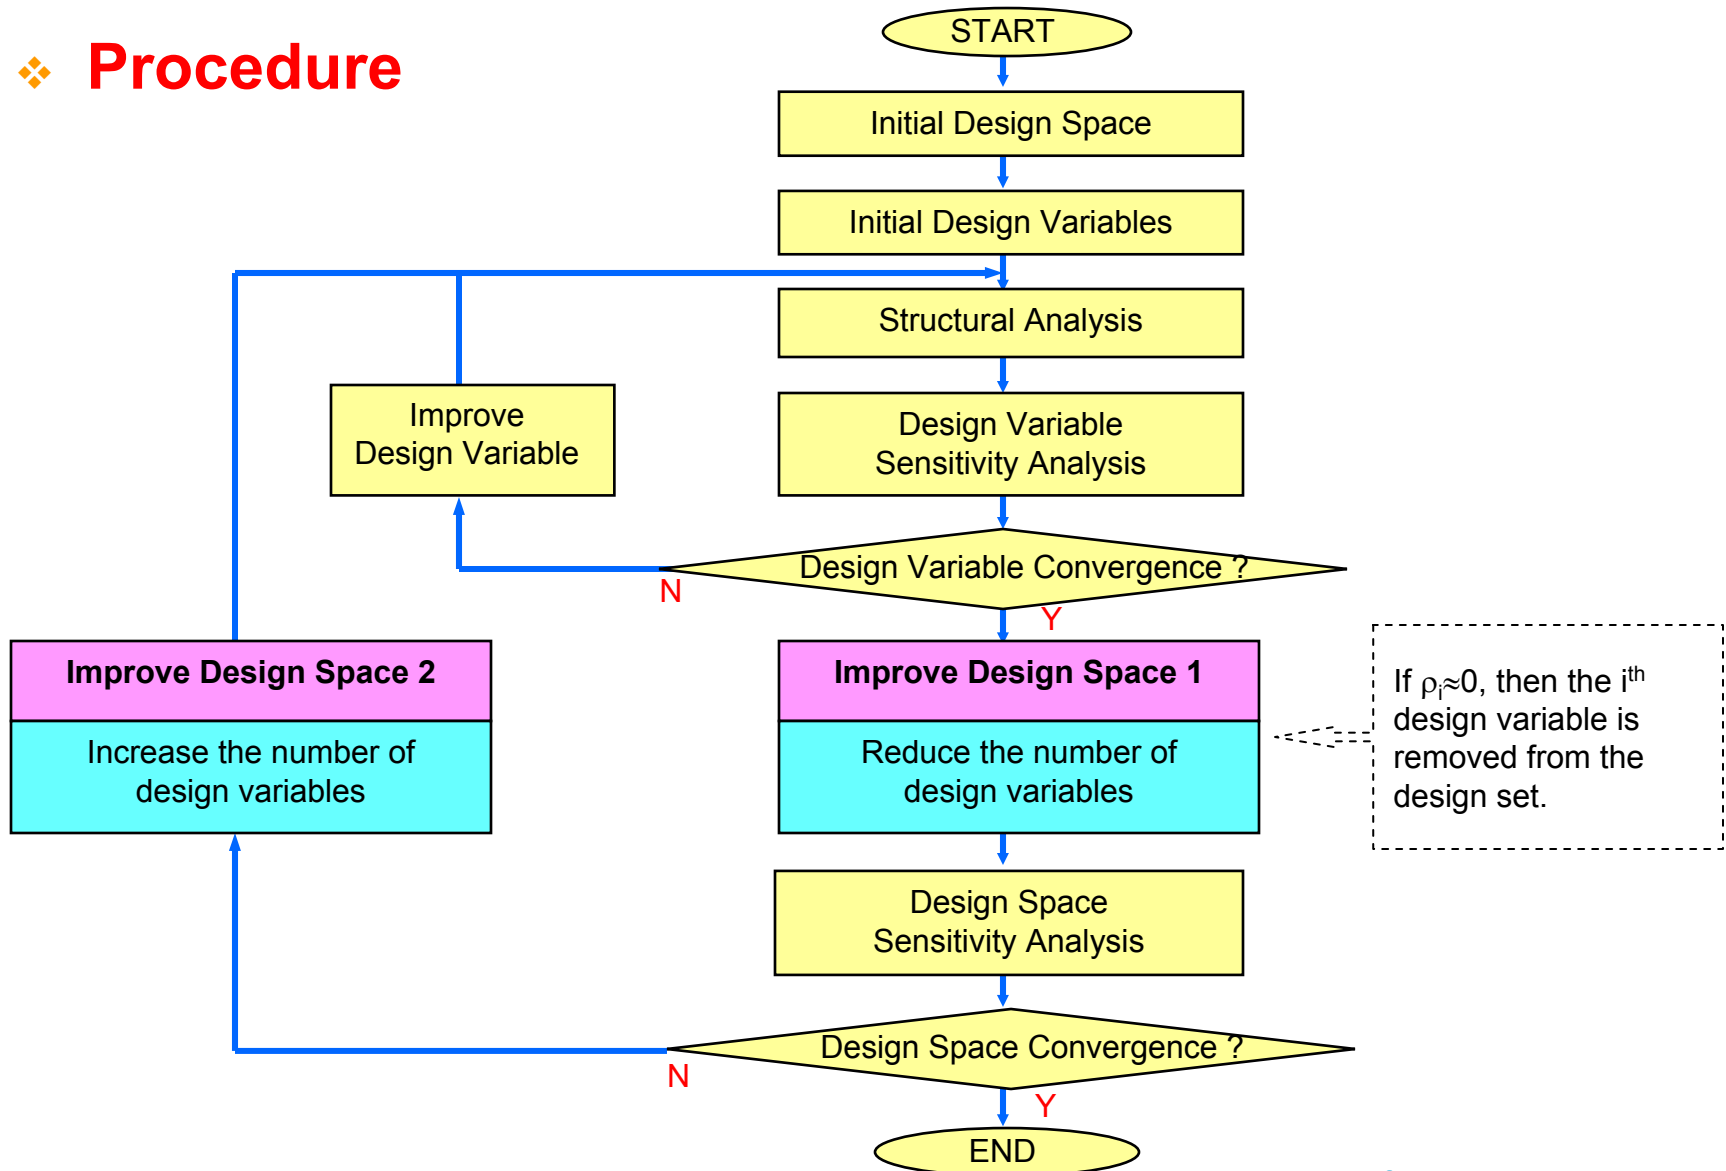 Procedure
START
Initial Design Space
Initial Design Variables
Structural Analysis
Improve
Design Variable
Design Variable
Sensitivity Analysis
Design Variable Convergence ?
N
Y
Improve Design Space 2
Increase the number of
design variables
Improve Design Space 1
Reduce the number of
design variables
If ρi≈0, then the ith
design variable is
removed from the
design set.
Design Space
Sensitivity Analysis
Design Space Convergence ?
N
Y
END